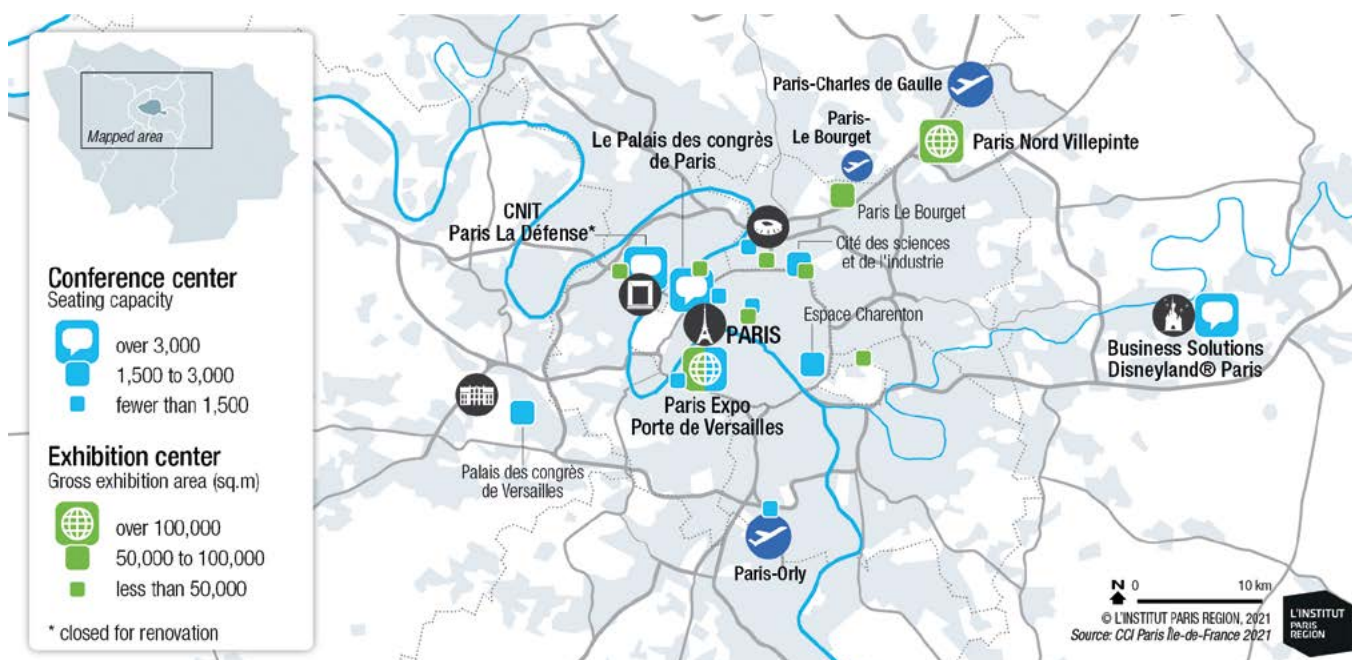 Mapped area
Conference center
Seating capacity
over 3,000
1,500 to 3,000
fewer than 1,500
Exhibition center
Gross exhibition area (sq.m)
over 100,000
50,000 to 100,000
less than 50,000
* closed for renovation
Paris-Charles de Gaulle
Paris-
Le Bourget
Paris Nord Villepinte
Le Palais des congrès
de Paris
Paris Le Bourget
CNIT
Paris La Défense*
Cité des sciences
et de l'industrie
Espace Charenton
PARIS
Business Solutions
Disneyland® Paris
Paris Expo
Porte de Versailles
Palais des congrès
de Versailles
Paris-Orly
N 0 10 km
© L'INSTITUT PARIS REGION, 2021
Source: CCI Paris Île-de-France 2021
L'INSTITUT
PARIS
REGION